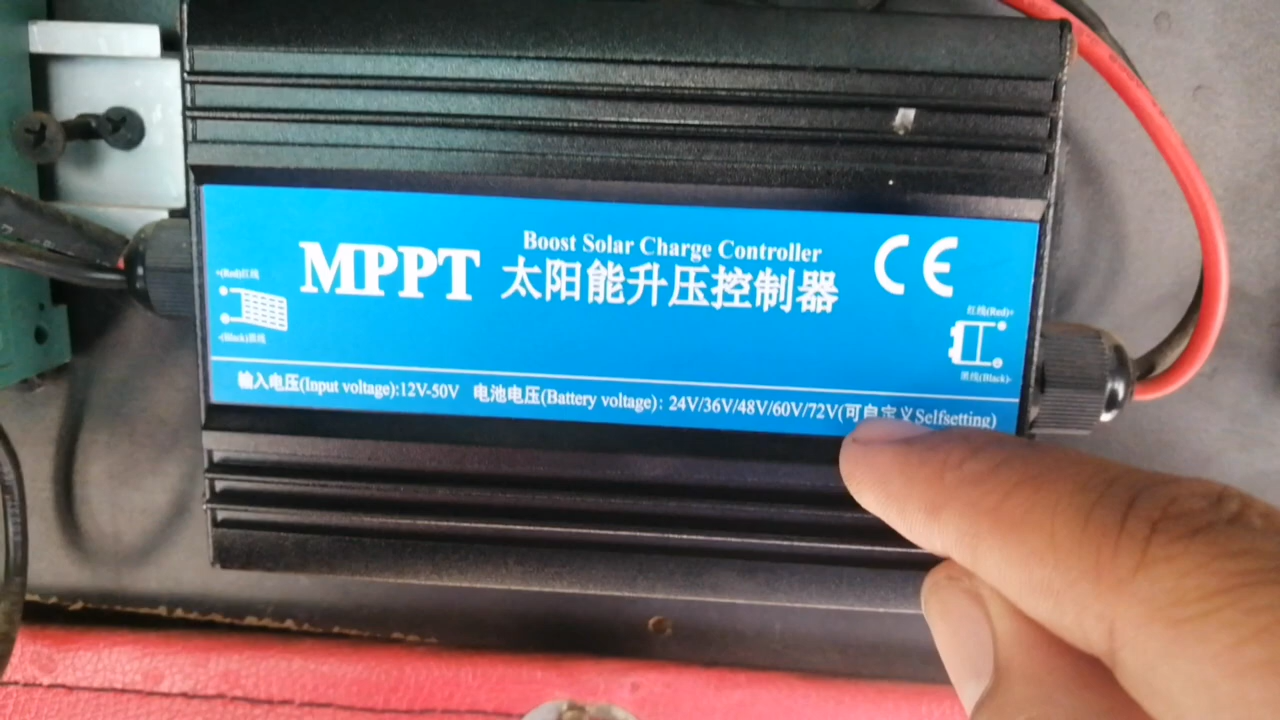 Boost Solar Charge Controller
MPPT 太阳能升压控制器 CE
+(Red)红线
-(Black)黑线
红线(Red)+
黑线(Black)-
输入电压(Input voltage):12V-50V 电池电压(Battery voltage): 24V/36V/48V/60V/72V(可自定义Selfsetting)